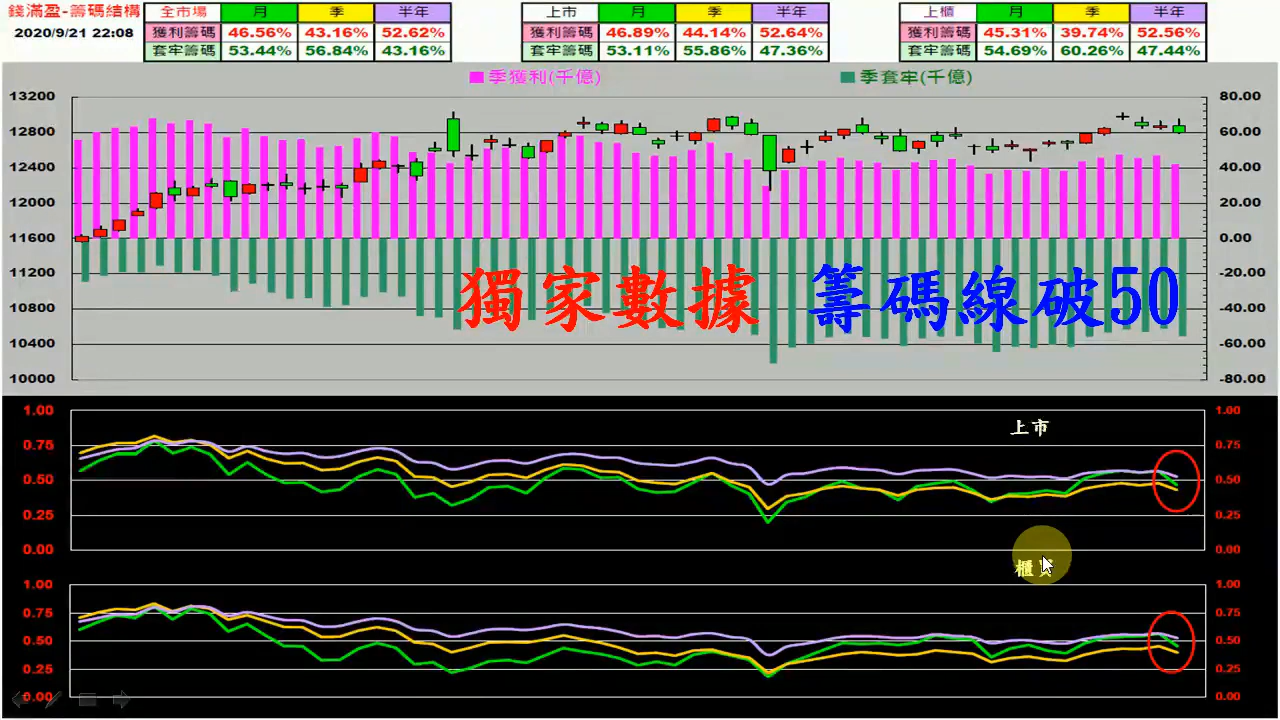 錢滿盈-籌碼結構
2020/9/21 22:08
全市場 月 季 半年
獲利籌碼 46.56% 43.16% 52.62%
套牢籌碼 53.44% 56.84% 43.16%
上市 月 季 半年
獲利籌碼 46.89% 44.14% 52.64%
套牢籌碼 53.11% 55.86% 47.36%
上櫃 月 季 半年
獲利籌碼 45.31% 39.74% 52.56%
套牢籌碼 54.69% 60.26% 47.44%
季獲利(千億) 季套牢(千億)
13200 80.00
12800 60.00
12400 40.00
12000 20.00
11600 0.00
11200 -20.00
獨家數據 籌碼線破50
10800 -40.00
10400 -60.00
10000 -80.00
1.00 1.00
上市
0.75 0.75
0.50 0.50
0.25 0.25
0.00 0.00
櫃買
1.00 1.00
0.75 0.75
0.50 0.50
0.25 0.25
0.00 0.00